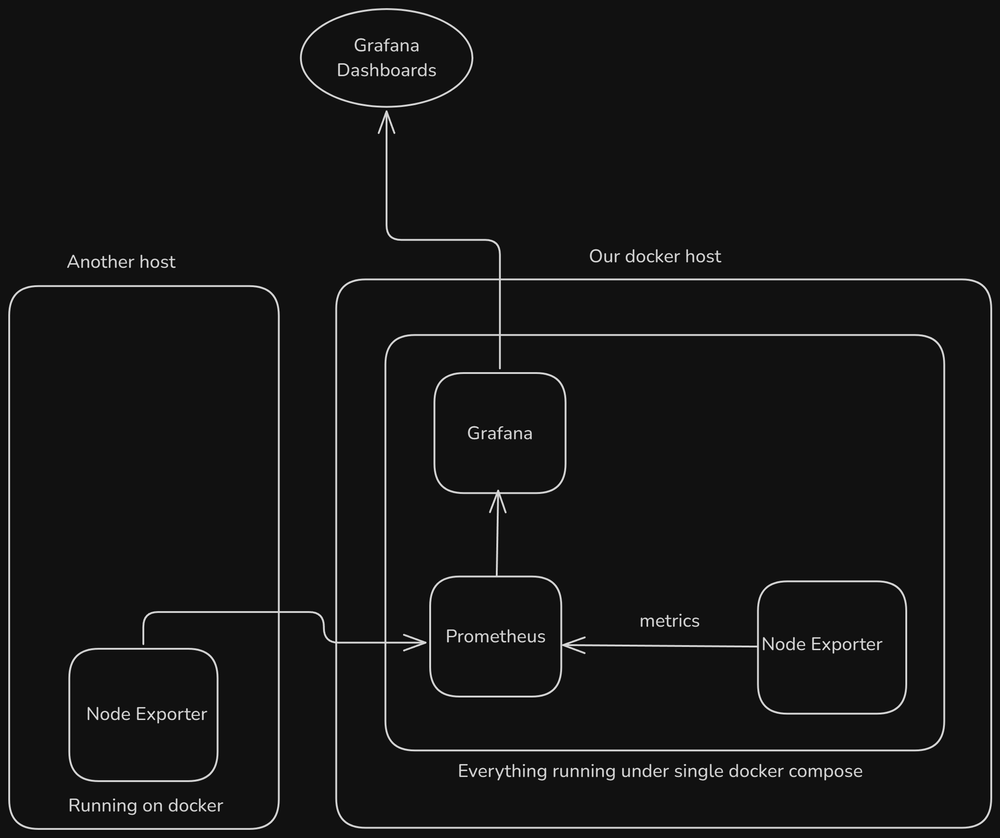 Grafana
Dashboards
Another host
Our docker host
Grafana
metrics
Prometheus
Node Exporter
Node Exporter
Everything running under single docker compose
Running on docker